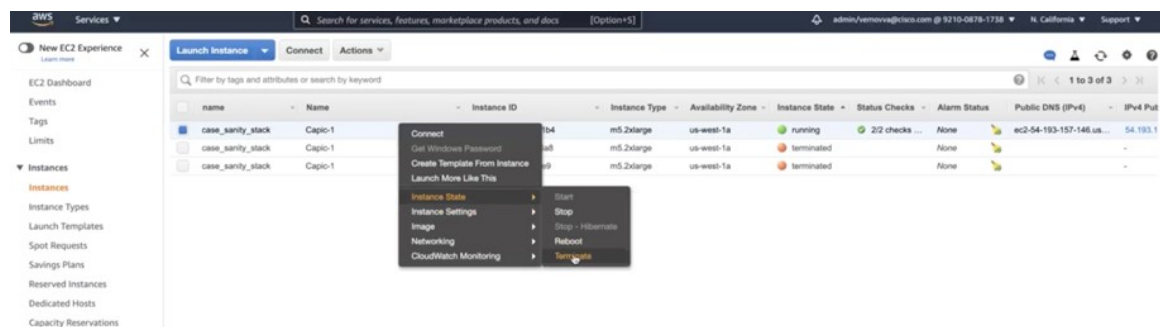 aws Services Search for services, features, marketplace products, and docs [Option+S] admin/vernovva@cisco.com @ 9210-0878-1738 N. California Support
New EC2 Experience
Learn more
EC2 Dashboard
Events
Tags
Limits
Instances
Instances
Instance Types
Launch Templates
Spot Requests
Savings Plans
Reserved Instances
Dedicated Hosts
Capacity Reservations
Launch Instance Connect Actions
Filter by tags and attributes or search by keyword 1 to 3 of 3
name Name Instance ID Instance Type Availability Zone Instance State Status Checks Alarm Status Public DNS (IPv4) IPv4 Pub
case_sanity_stack Capic-1 1b4 m5.2xlarge us-west-1a running 2/2 checks ... None ec2-54-193-157-146.us... 54.193.1
case_sanity_stack Capic-1 m5.2xlarge us-west-1a terminated None -
case_sanity_stack Capic-1 m5.2xlarge us-west-1a terminated None -
Connect
Get Windows Password
Create Template From Instance
Launch More Like This
Instance State
Instance Settings
Image
Networking
CloudWatch Monitoring
Start
Stop
Stop - Hibernate
Reboot
Terminate